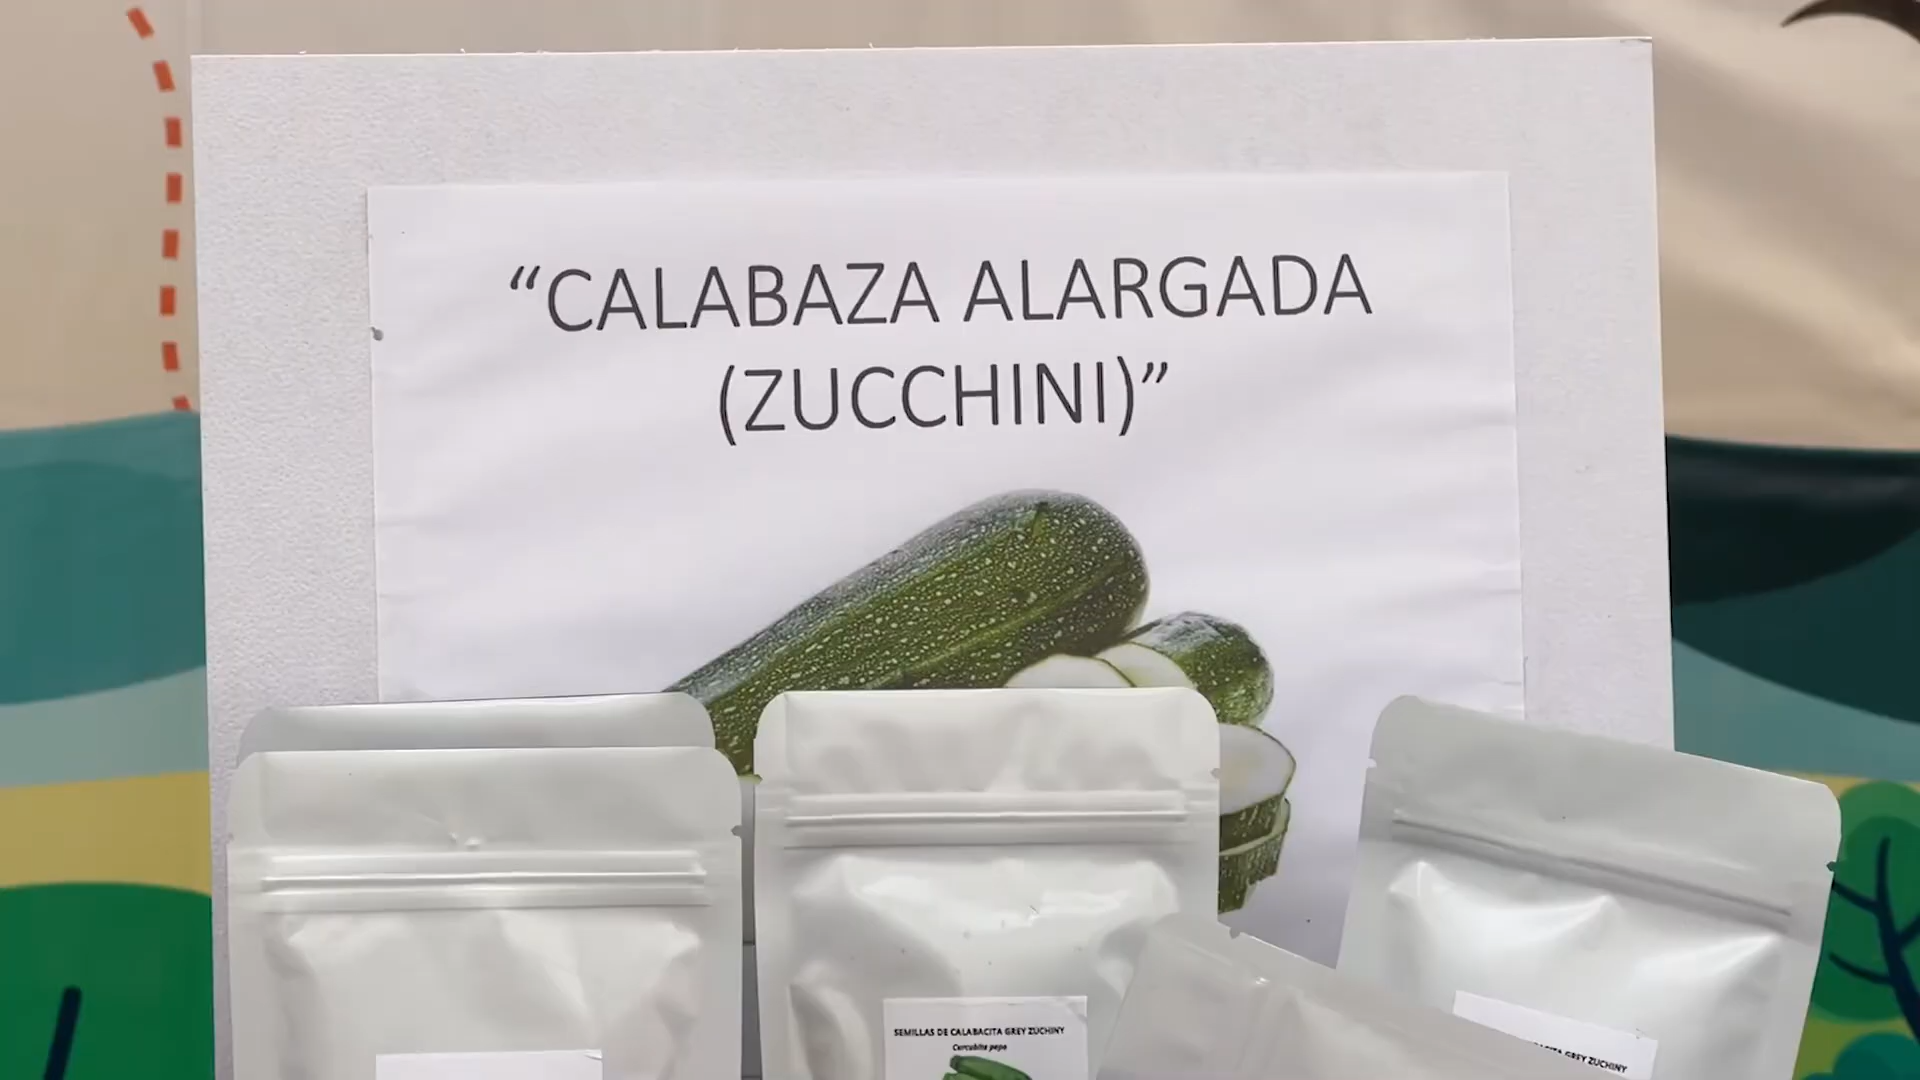 “CALABAZA ALARGADA
(ZUCCHINI)”
SEMILLAS DE CALABACITA GREY ZUCHINY
Curcubita pepo
GREY ZUCHINY